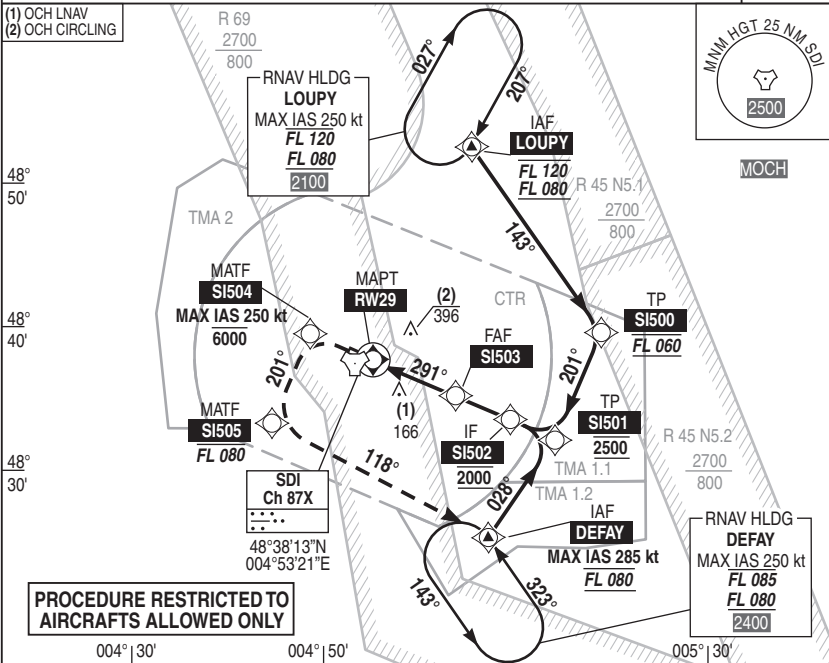 (1) OCH LNAV
(2) OCH CIRCLING
R 69
2700
800
027°
207°
MNM HGT 25 NM SDI
2500
MOCH
RNAV HLDG
LOUPY
MAX IAS 250 kt
FL 120
FL 080
2100
IAF
LOUPY
FL 120
FL 080
R 45 N5.1
2700
800
48°
50'
TMA 2
143°
MATF
SI504
MAX IAS 250 kt
6000
MAPT
RW29
(2)
396
CTR
TP
SI500
FL 060
48°
40'
FAF
SI503
291°
201°
201°
(1)
166
TP
SI501
2500
MATF
SI505
FL 080
IF
SI502
2000
R 45 N5.2
2700
800
48°
30'
118°
TMA 1.1
TMA 1.2
028°
SDI
Ch 87X
48°38'13"N
004°53'21"E
IAF
DEFAY
MAX IAS 285 kt
FL 080
RNAV HLDG
DEFAY
MAX IAS 250 kt
FL 085
FL 080
2400
143°
323°
PROCEDURE RESTRICTED TO
AIRCRAFTS ALLOWED ONLY
004°30'
004°50'
005°30'